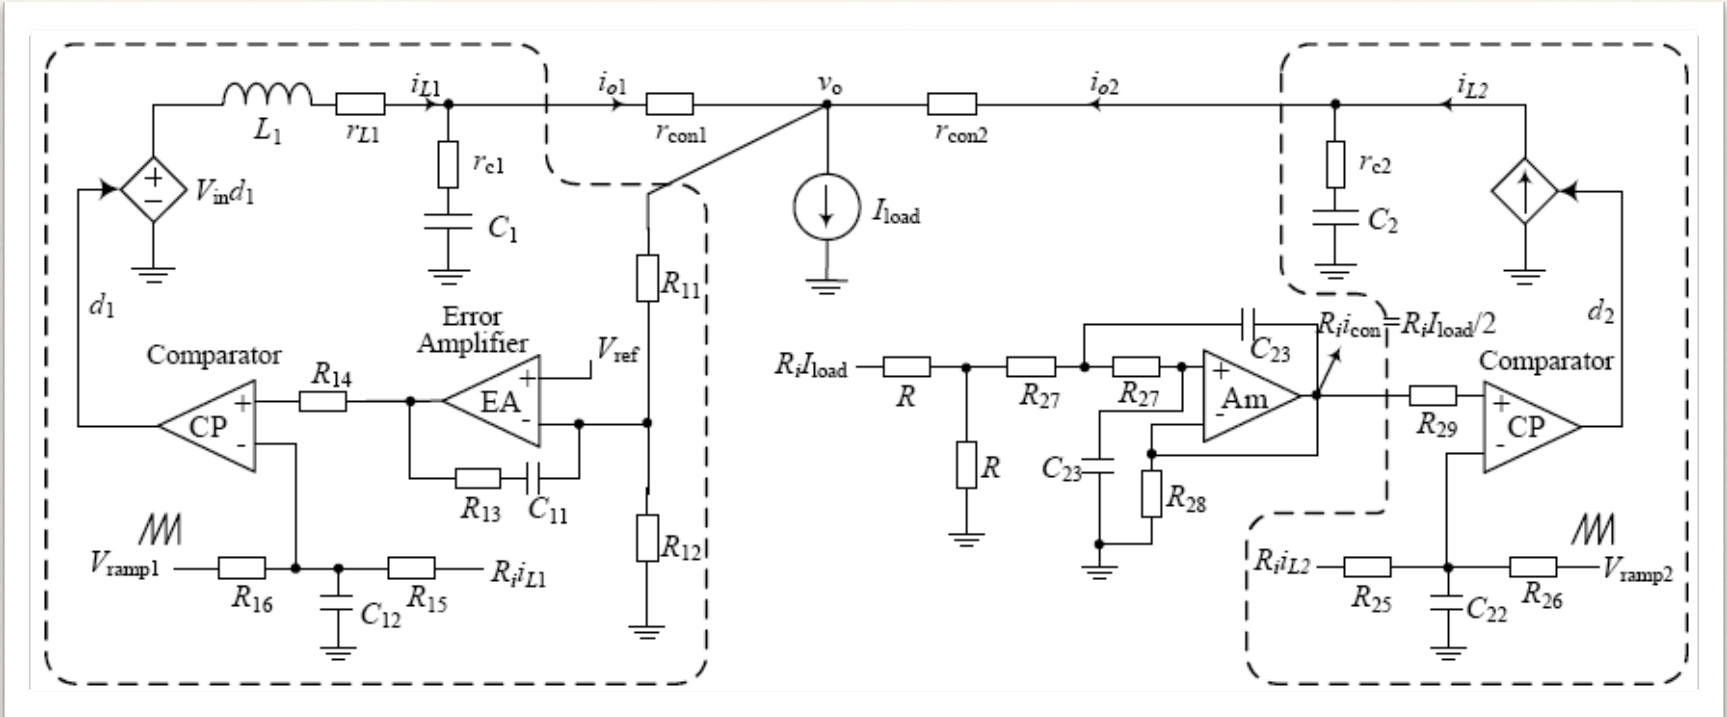 iL1 io1 vo io2 iL2
L1 rL1 rcon1 rcon2
rc1 rc2
+
− Vind1 Iload
C1 C2
R11
d1 Error d2
Amplifier Vref RiIload RiIcon=RiIload/2
Comparator C23 Comparator
R14 + + +
+ EA R R27 R27 Am CP
CP - - R29 -
-
R C23 R28
R13 C11
R12
Vramp1 RiiL1 RiiL2 Vramp2
R16 R15 R25 R26
C12 C22